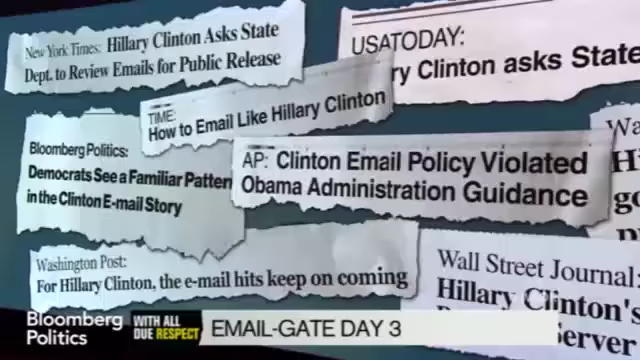 New York Times: Hillary Clinton Asks State
Dept. to Review Emails for Public Release
USATODAY:
ry Clinton asks State
TIME:
How to Email Like Hillary Clinton
Bloomberg Politics:
Democrats See a Familiar Pattern
in the Clinton E-mail Story
AP: Clinton Email Policy Violated
Obama Administration Guidance
Wa
H
go
Washington Post:
For Hillary Clinton, the e-mail hits keep on coming
Wall Street Journal:
Hillary Clinton's
Server
Bloomberg
Politics
WITH ALL
DUE RESPECT
EMAIL-GATE DAY 3